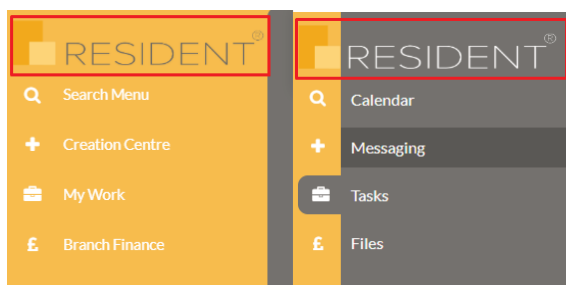 RESIDENT®
Search Menu
Creation Centre
My Work
£ Branch Finance
RESIDENT®
Calendar
Messaging
Tasks
£ Files